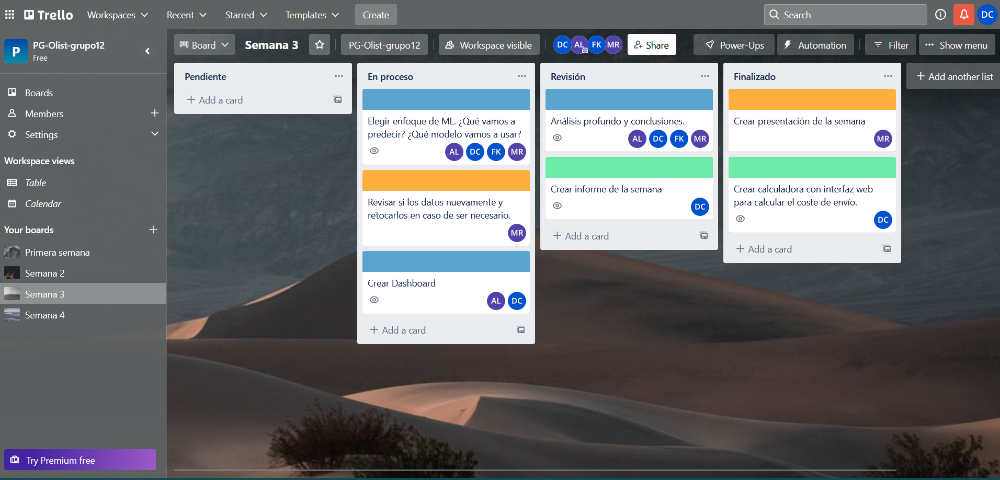 Trello
Workspaces
Recent
Starred
Templates
Create
Search
DC
P
PG-Olist-grupo12
Free
Board
Semana 3
PG-Olist-grupo12
Workspace visible
DC
AL
FK
MR
Share
Power-Ups
Automation
Filter
Show menu
Boards
Members
Settings
Workspace views
Table
Calendar
Your boards
Primera semana
Semana 2
Semana 3
Semana 4
Try Premium free
Pendiente
Add a card
En proceso
Elegir enfoque de ML. ¿Qué vamos a
predecir? ¿Qué modelo vamos a usar?
AL
DC
FK
MR
Revisar si los datos nuevamente y
retocarlos en caso de ser necesario.
MR
Crear Dashboard
AL
DC
Add a card
Revisión
Análisis profundo y conclusiones.
AL
DC
FK
MR
Crear informe de la semana
DC
Add a card
Finalizado
Crear presentación de la semana
MR
Crear calculadora con interfaz web
para calcular el coste de envío.
DC
Add a card
Add another list